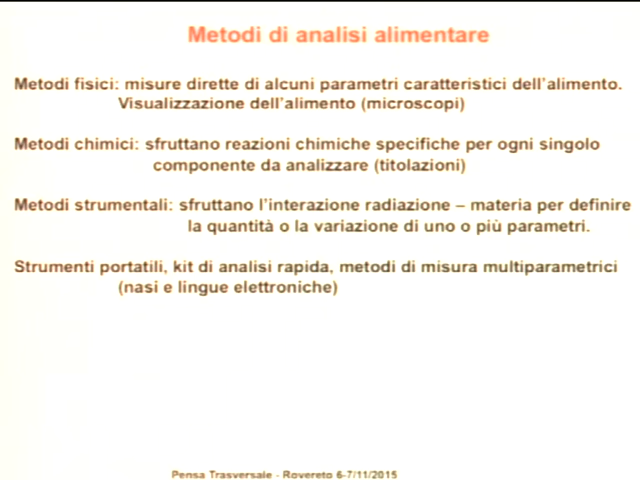 Metodi di analisi alimentare
Metodi fisici: misure dirette di alcuni parametri caratteristici dell'alimento.
Visualizzazione dell'alimento (microscopi)
Metodi chimici: sfruttano reazioni chimiche specifiche per ogni singolo
componente da analizzare (titolazioni)
Metodi strumentali: sfruttano l'interazione radiazione – materia per definire
la quantità o la variazione di uno o più parametri.
Strumenti portatili, kit di analisi rapida, metodi di misura multiparametrici
(nasi e lingue elettroniche)
Pensa Trasversale - Rovereto 6-7/11/2015